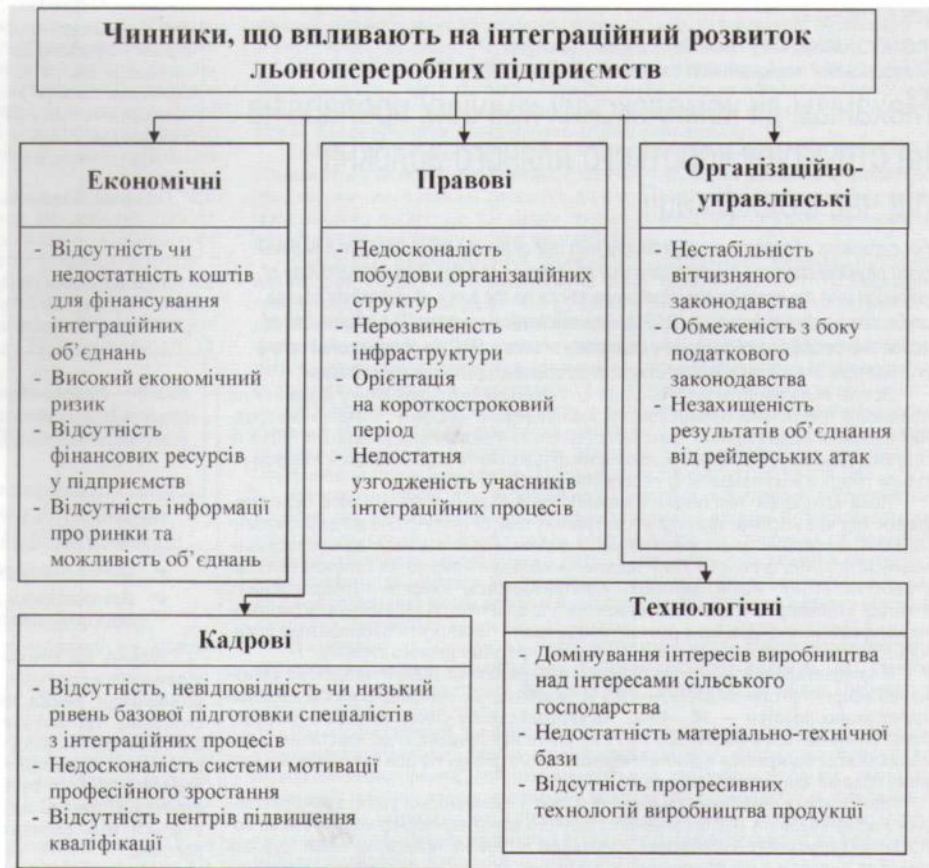 Чинники, що впливають на інтеграційний розвиток
льонопереробних підприємств
Економічні
- Відсутність чи
недостатність коштів
для фінансування
інтеграційних
об’єднань
- Високий економічний
ризик
- Відсутність
фінансових ресурсів
у підприємств
- Відсутність інформації
про ринки та
можливість об’єднань
Правові
- Недосконалість
побудови організаційних
структур
- Нерозвиненість
інфраструктури
- Орієнтація
на короткостроковий
період
- Недостатня
узгодженість учасників
інтеграційних процесів
Організаційно-
управлінські
- Нестабільність
вітчизняного
законодавства
- Обмеженість з боку
податкового
законодавства
- Незахищеність
результатів об’єднання
від рейдерських атак
Кадрові
- Відсутність, невідповідність чи низький
рівень базової підготовки спеціалістів
з інтеграційних процесів
- Недосконалість системи мотивації
професійного зростання
- Відсутність центрів підвищення
кваліфікації
Технологічні
- Домінування інтересів виробництва
над інтересами сільського
господарства
- Недостатність матеріально-технічної
бази
- Відсутність прогресивних
технологій виробництва продукції